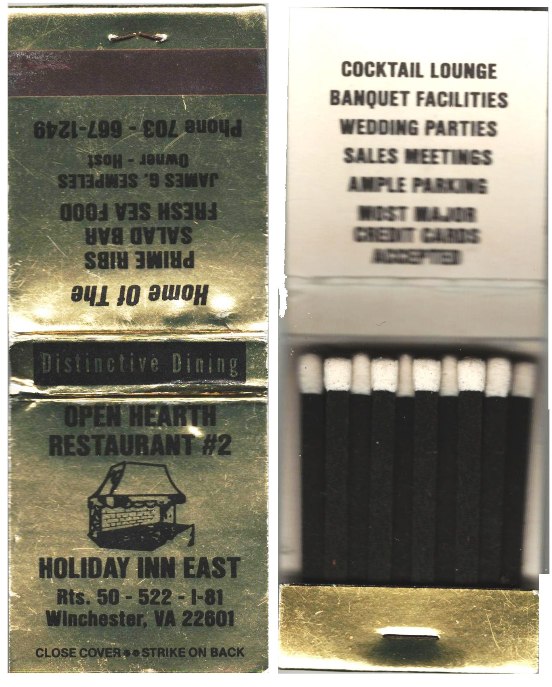 Home Of The
PRIME RIBS
SALAD BAR
FRESH SEA FOOD
JAMES G. SEMPELES
Owner - Host
Phone 703 - 667-1249
Distinctive Dining
OPEN HEARTH
RESTAURANT #2
HOLIDAY INN EAST
Rts. 50 - 522 - I-81
Winchester, VA 22601
CLOSE COVER●●STRIKE ON BACK
COCKTAIL LOUNGE
BANQUET FACILITIES
WEDDING PARTIES
SALES MEETINGS
AMPLE PARKING
MOST MAJOR
CREDIT CARDS
ACCEPTED